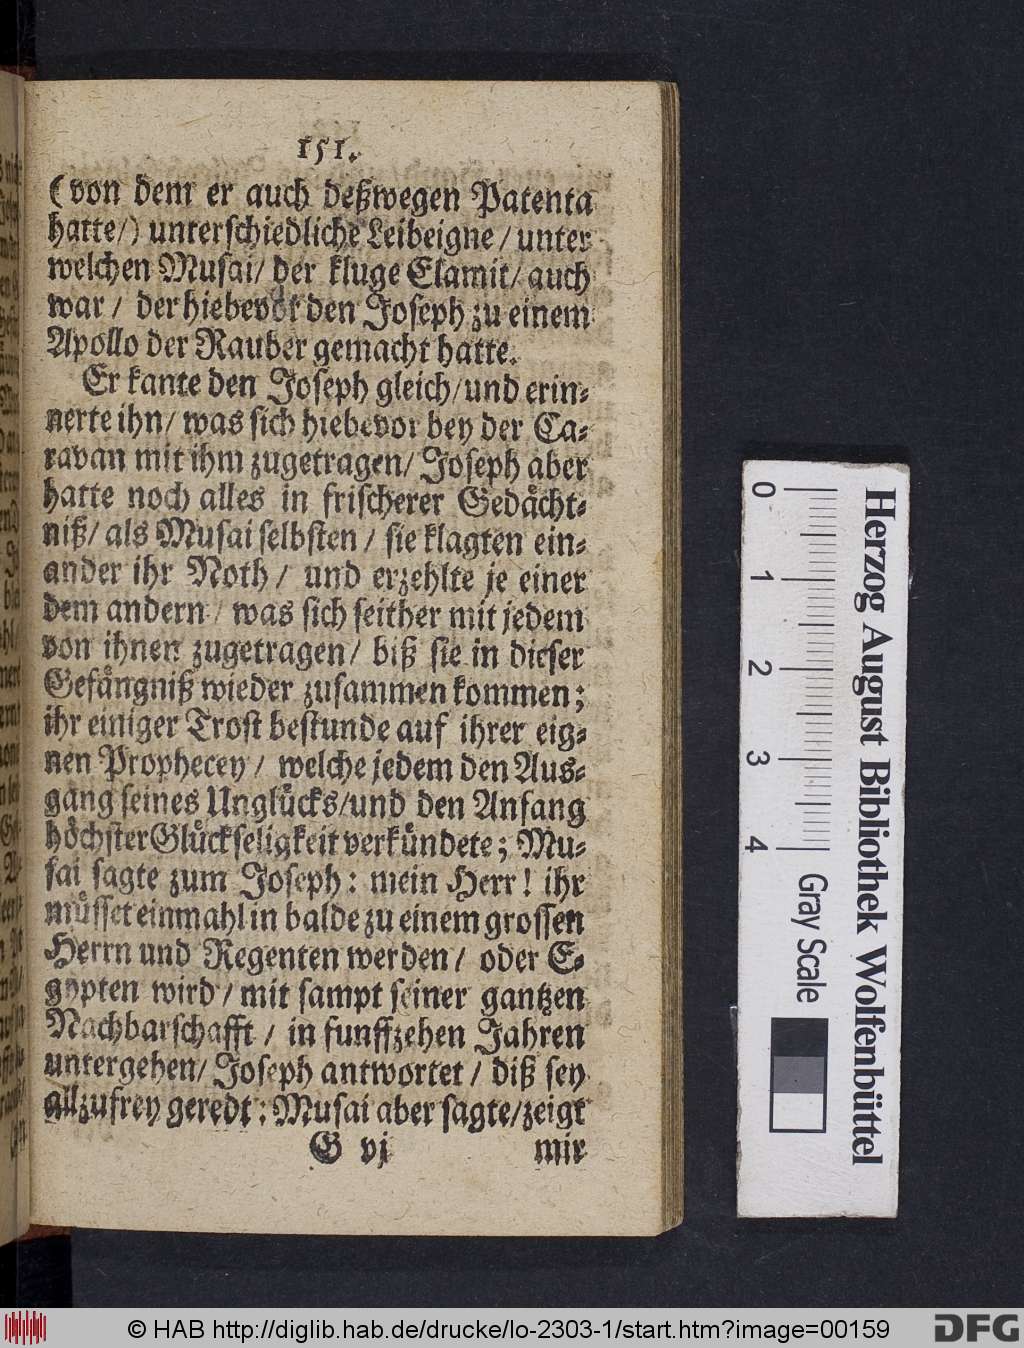 151.
(von dem er auch deßwegen Patenta
hatte/) unterschiedliche Leibeigne / unter
welchen Musai/ der kluge Elamit/ auch
war / der hiebevor den Joseph zu einem
Apollo der Rauber gemacht hatte.
Er kante den Joseph gleich/und erin-
nerte ihn/ was sich hiebevor bey der Ca-
ravan mit ihm zugetragen/ Joseph aber
hatte noch alles in frischerer Gedächt-
niß/ als Musai selbsten / sie klagten ein-
ander ihr Noth / und erzehlte je einer
dem andern / was sich seither mit jedem
von ihnen zugetragen/ biß sie in dieser
Gefängniß wieder zusammen kommen;
ihr einiger Trost bestunde auf ihrer eig-
nen Prophecey / welche jedem den Aus-
gang seines Unglücks/und den Anfang
höchster Glückseligkeit verkündete; Mu-
sai sagte zum Joseph: mein Herr! ihr
müsset einmahl in balde zu einem grossen
Herrn und Regenten werden / oder E-
gypten wird / mit sampt seiner gantzen
Nachbarschafft / in funffzehen Jahren
untergehen/ Joseph antwortet / diß sey
allzufrey geredt; Musai aber sagte/zeigt
G vj mir
0 1 2 3 4
Gray Scale
Herzog August Bibliothek Wolfenbüttel
© HAB http://diglib.hab.de/drucke/lo-2303-1/start.htm?image=00159
DFG